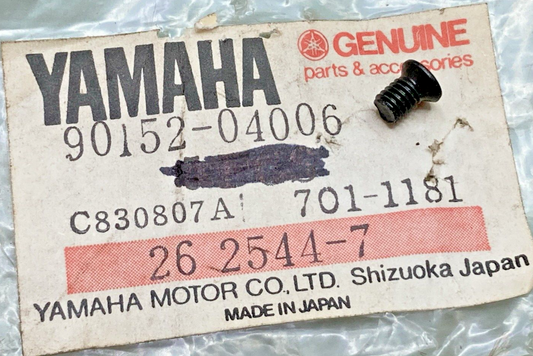 YAMAHA
GENUINE
parts & accessories
90152-04006
C830807A 701-1181
26 2544-7
YAMAHA MOTOR CO., LTD. Shizuoka Japan
MADE IN JAPAN